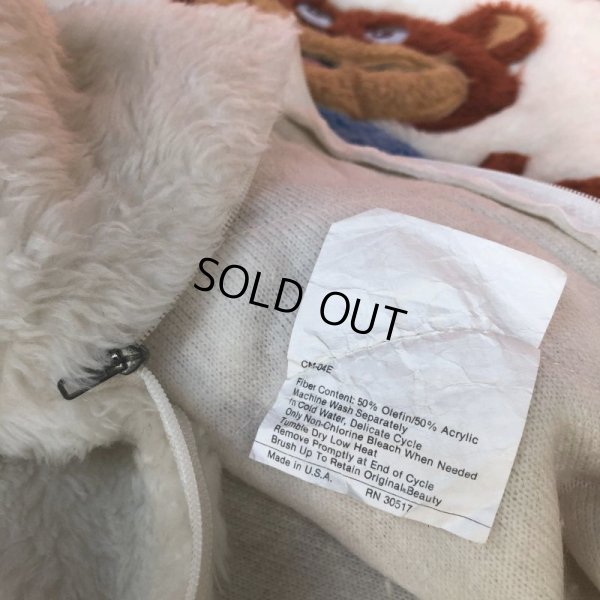 SOLD OUT
CM-04E
Fiber Content: 50% Olefin/50% Acrylic
Machine Wash Separately
In Cold Water, Delicate Cycle
Only Non-Chlorine Bleach When Needed
Tumble Dry Low Heat
Remove Promptly at End of Cycle
Brush Up To Retain Original Beauty
Made in U.S.A. RN 30517